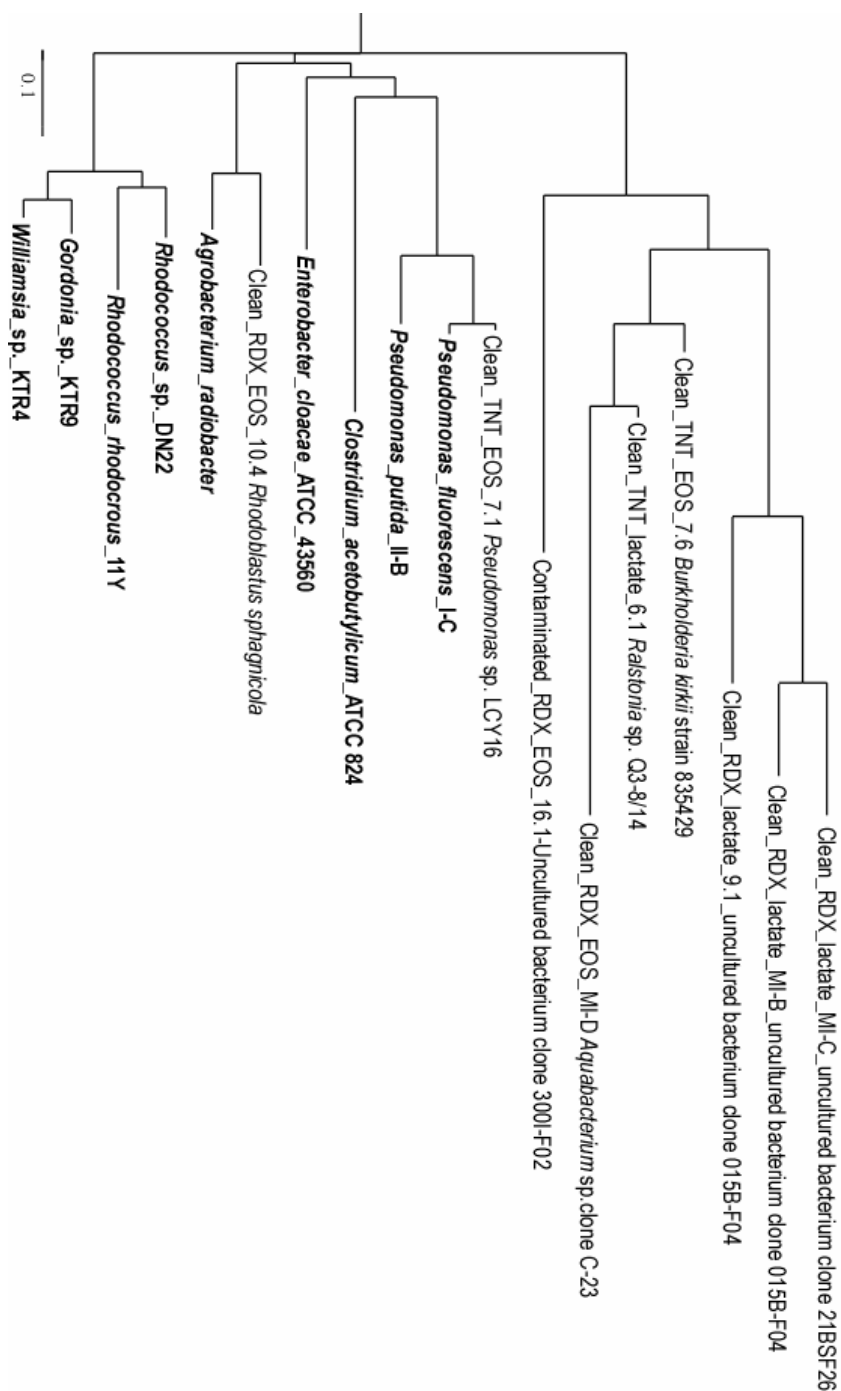 Clean_RDX_lactate_MI-C_uncultured bacterium clone 21BSF26
Clean_RDX_lactate_MI-B_uncultured bacterium clone 015B-F04
Clean_RDX_lactate_9.1_uncultured bacterium clone 015B-F04
Clean_TNT_EOS_7.6 Burkholderia kirkii strain 835429
Clean_TNT_lactate_6.1 Ralstonia sp. Q3-8/14
Clean_RDX_EOS_MI-D Aquabacterium sp.clone C-23
Contaminated_RDX_EOS_16.1-Uncultured bacterium clone 300I-F02
Clean_TNT_EOS_7.1 Pseudomonas sp. LCY16
Pseudomonas_fluorescens_I-C
Pseudomonas_putida_II-B
Clostridium_acetobutylicum_ATCC 824
Enterobacter_cloacae_ATCC_43560
Clean_RDX_EOS_10.4 Rhodoblastus sphagnicola
Agrobacterium_radiobacter
Rhodococcus_sp._DN22
Rhodococcus_rhodocrous_11Y
Gordonia_sp._KTR9
Williamsia_sp._KTR4
0.1